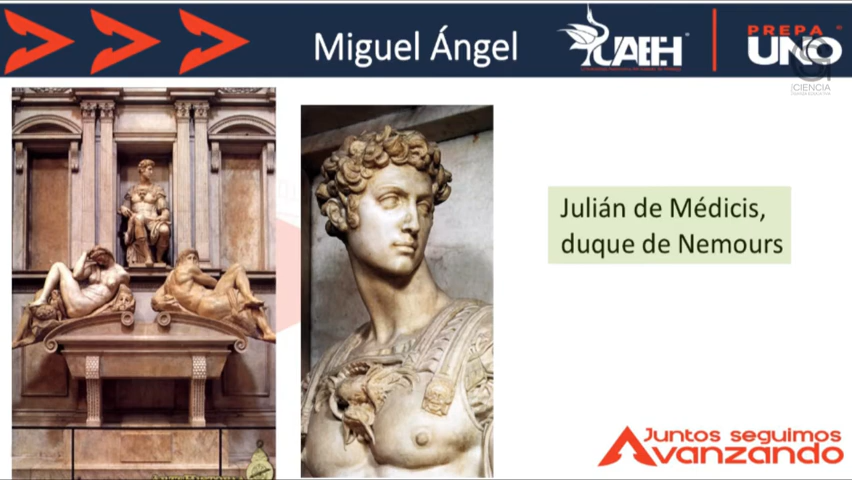 Miguel Ángel
UAEH
PREPA
UNO
CIENCIA
Julián de Médicis,
duque de Nemours
Juntos seguimos
Avanzando